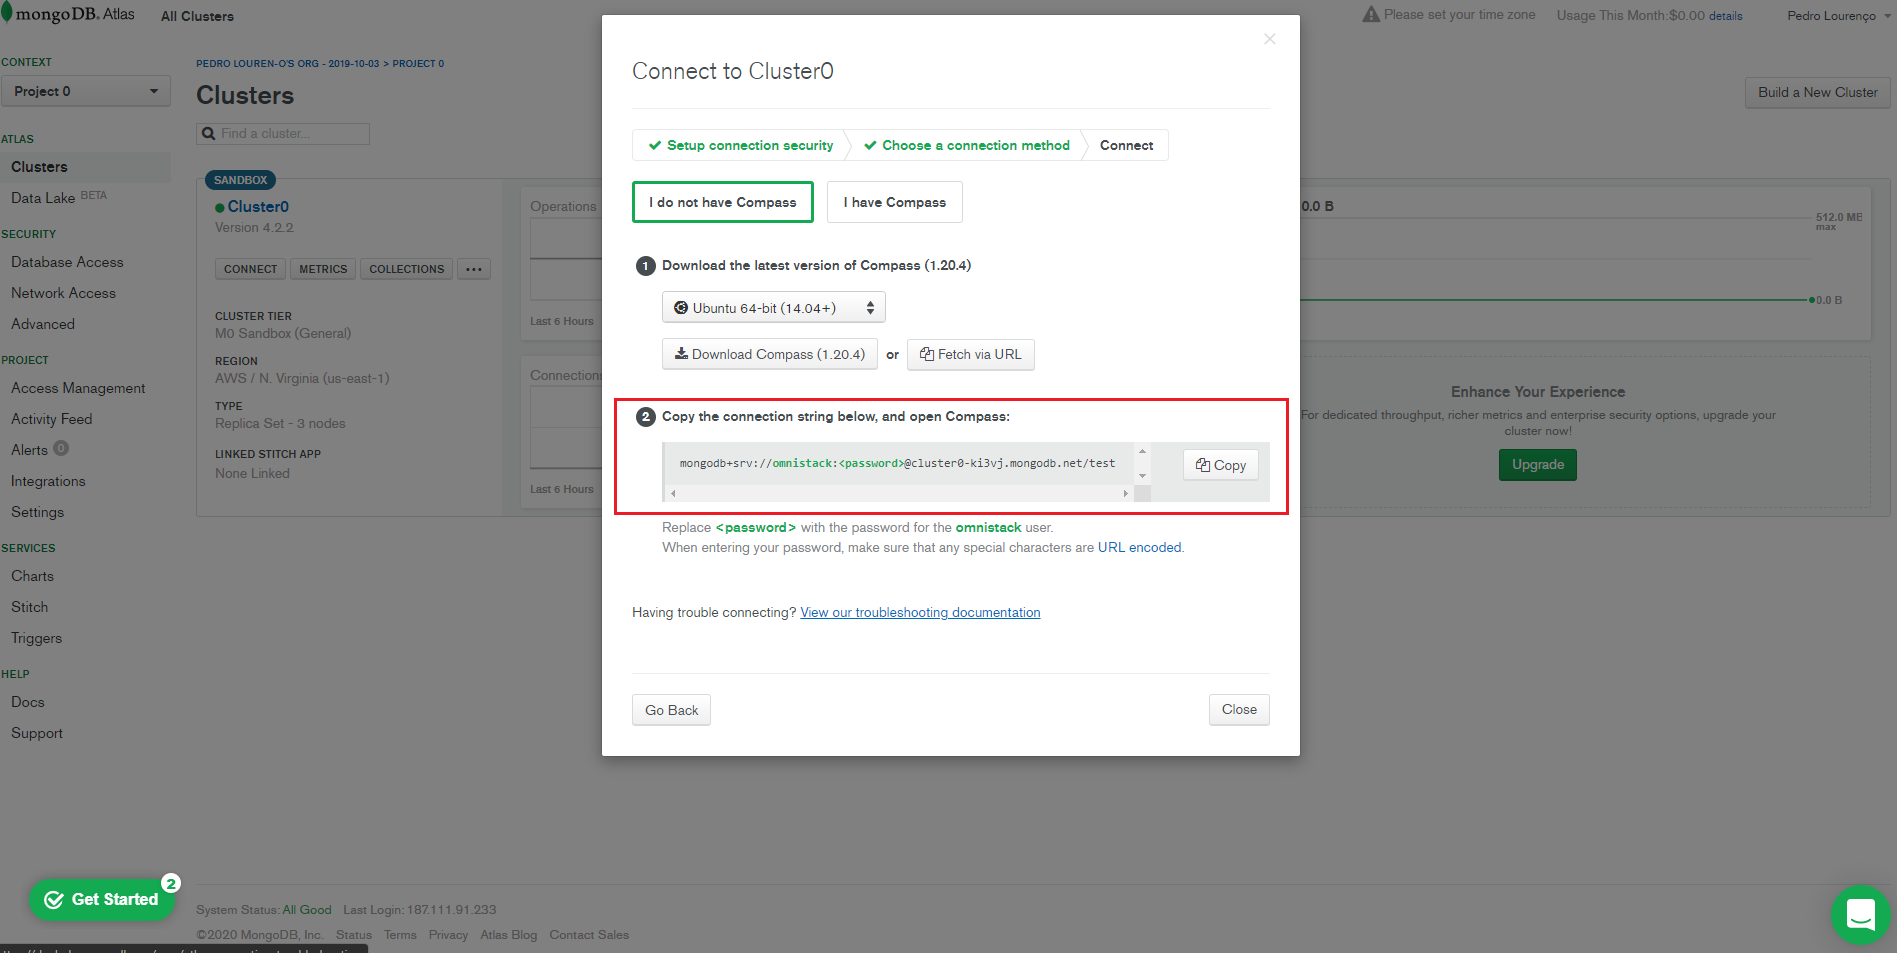 mongoDB. Atlas
All Clusters
Please set your time zone
Usage This Month:$0.00 details
Pedro Lourenço
CONTEXT
Project 0
ATLAS
Clusters
Data Lake BETA
SECURITY
Database Access
Network Access
Advanced
PROJECT
Access Management
Activity Feed
Alerts 0
Integrations
Settings
SERVICES
Charts
Stitch
Triggers
HELP
Docs
Support
Get Started 2
PEDRO LOUREN-O'S ORG - 2019-10-03 > PROJECT 0
Clusters
Find a cluster...
Build a New Cluster
SANDBOX
Cluster0
Version 4.2.2
CONNECT METRICS COLLECTIONS ...
CLUSTER TIER
M0 Sandbox (General)
REGION
AWS / N. Virginia (us-east-1)
TYPE
Replica Set - 3 nodes
LINKED STITCH APP
None Linked
Operations
Last 6 Hours
Connections
Last 6 Hours
0.0 B
512.0 MB
max
0.0 B
Enhance Your Experience
For dedicated throughput, richer metrics and enterprise security options, upgrade your
cluster now!
Upgrade
Connect to Cluster0
Setup connection security
Choose a connection method
Connect
I do not have Compass
I have Compass
1 Download the latest version of Compass (1.20.4)
Ubuntu 64-bit (14.04+)
Download Compass (1.20.4) or Fetch via URL
2 Copy the connection string below, and open Compass:
mongodb+srv://omnistack:<password>@cluster0-ki3vj.mongodb.net/test
Copy
Replace <password> with the password for the omnistack user.
When entering your password, make sure that any special characters are URL encoded.
Having trouble connecting? View our troubleshooting documentation
Go Back
Close
System Status: All Good Last Login: 187.111.91.233
©2020 MongoDB, Inc. Status Terms Privacy Atlas Blog Contact Sales